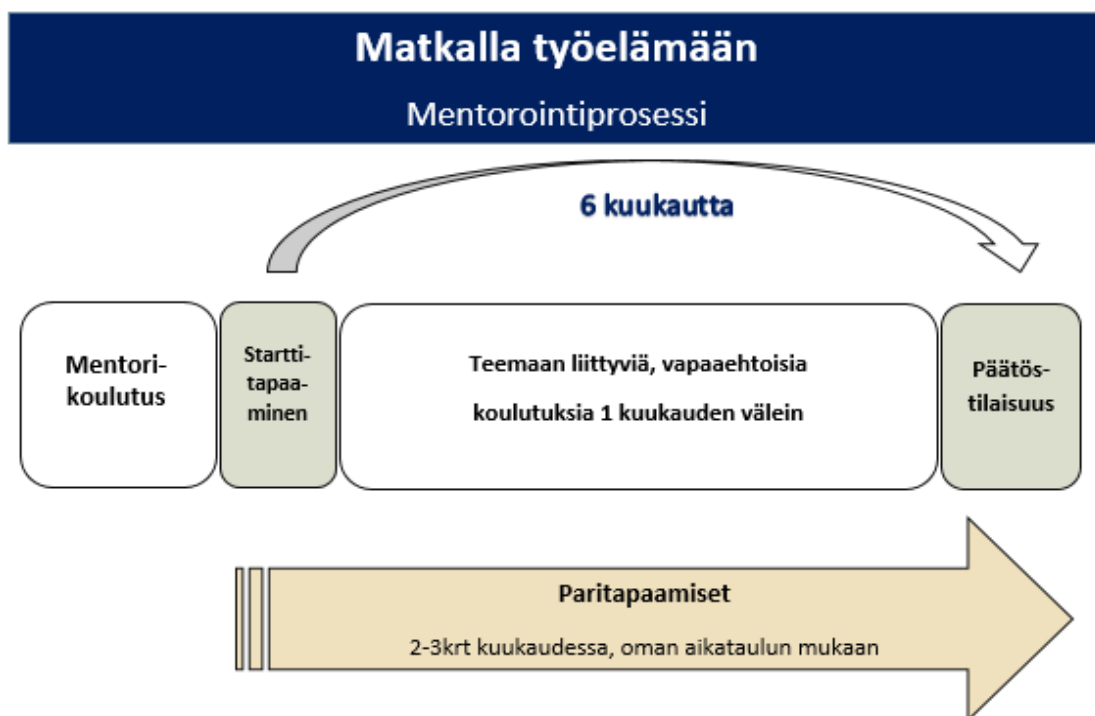 Matkalla työelämään
Mentorointiprosessi
6 kuukautta
Mentori-
koulutus
Startti-
tapaa-
minen
Teemaan liittyviä, vapaaehtoisia
koulutuksia 1 kuukauden välein
Päätös-
tilaisuus
Paritapaamiset
2-3krt kuukaudessa, oman aikataulun mukaan